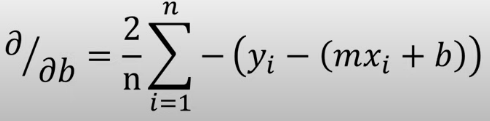 ∂/∂b = 2/n ∑_{i=1}^{n} −(y_i − (mx_i + b))